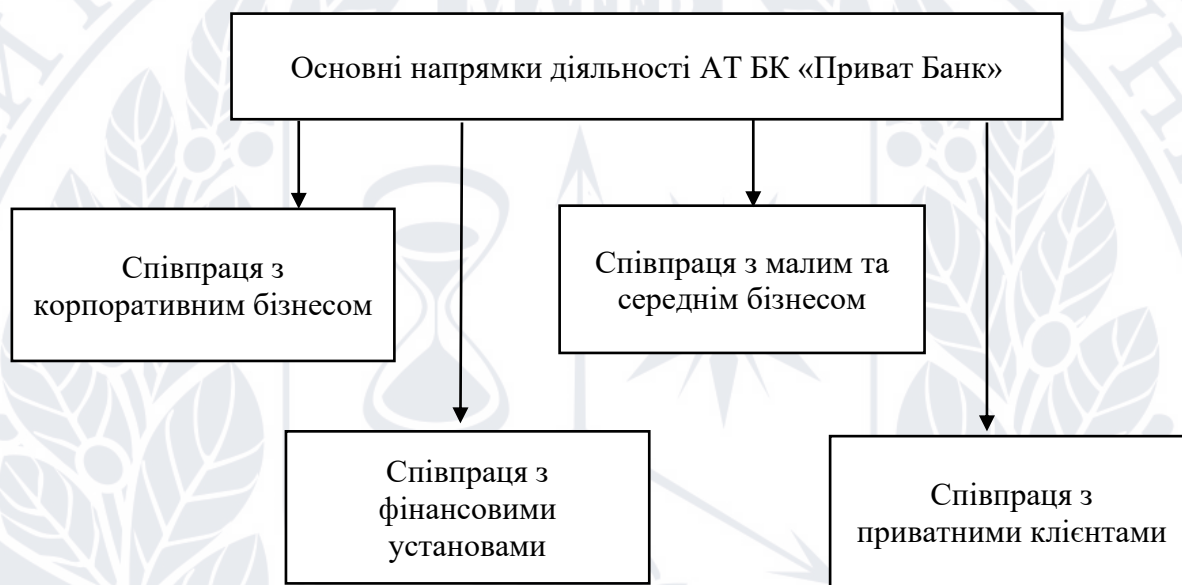 Основні напрямки діяльності АТ БК «Приват Банк»
Співпраця з
корпоративним бізнесом
Співпраця з малим та
середнім бізнесом
Співпраця з
фінансовими
установами
Співпраця з
приватними клієнтами